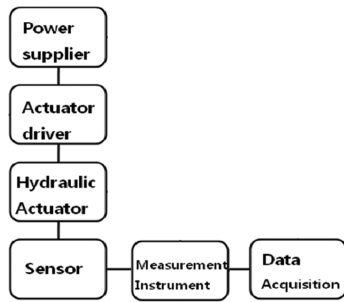 Power
supplier
Actuator
driver
Hydraulic
Actuator
Sensor
Measurement
Instrument
Data
Acquisition